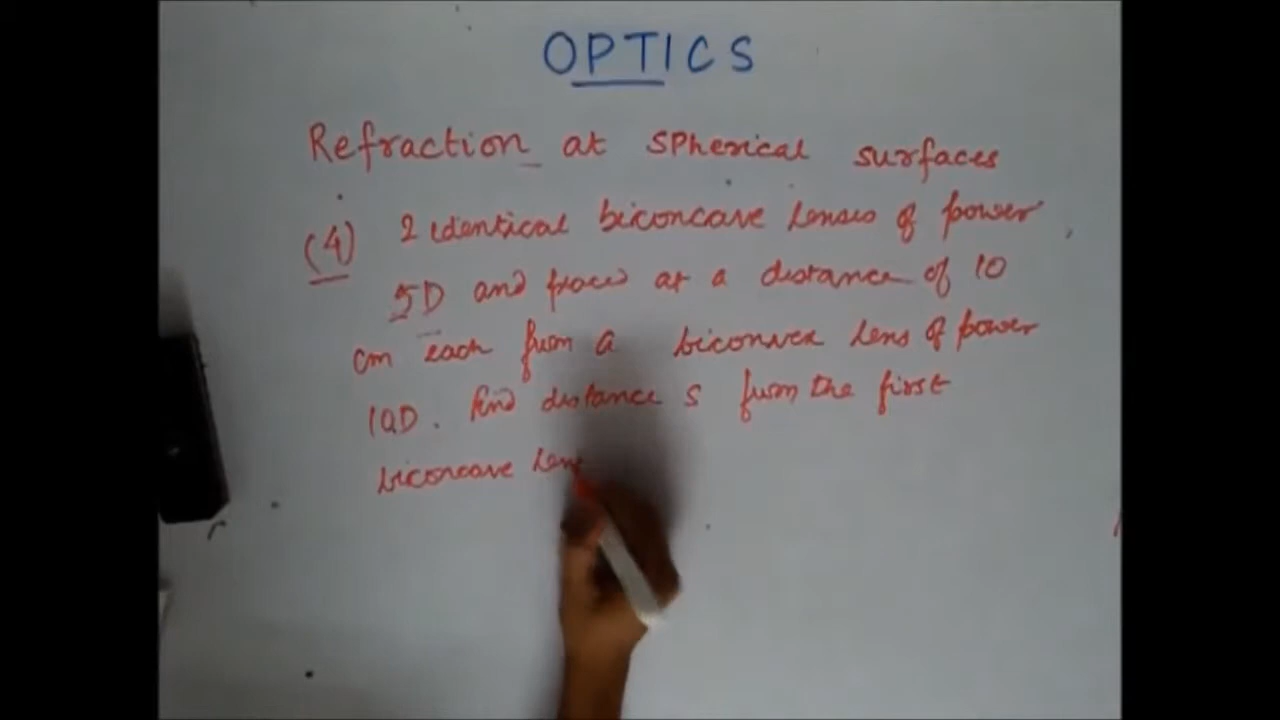 OPTICS
Refraction at spherical surfaces
(4) 2 identical biconcave lenses of power
5D and placed at a distance of 10
cm each from a biconvex lens of power
10D. find distance s from the first
biconcave lens